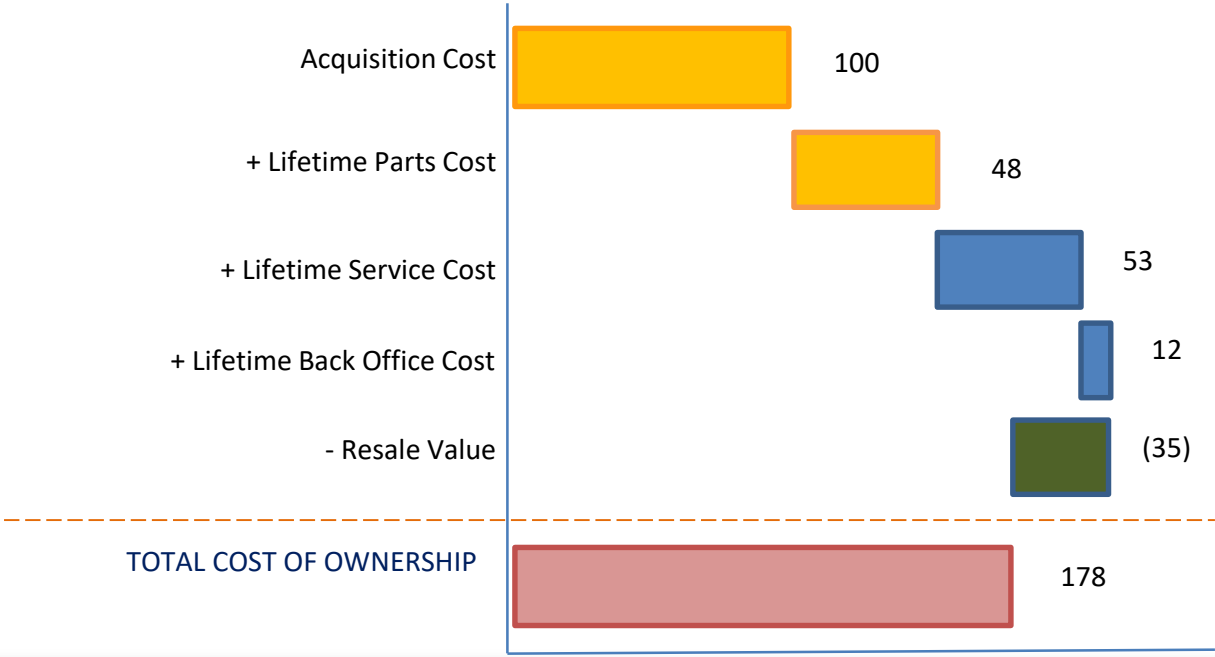 Acquisition Cost 100
+ Lifetime Parts Cost 48
+ Lifetime Service Cost 53
+ Lifetime Back Office Cost 12
- Resale Value (35)
TOTAL COST OF OWNERSHIP 178